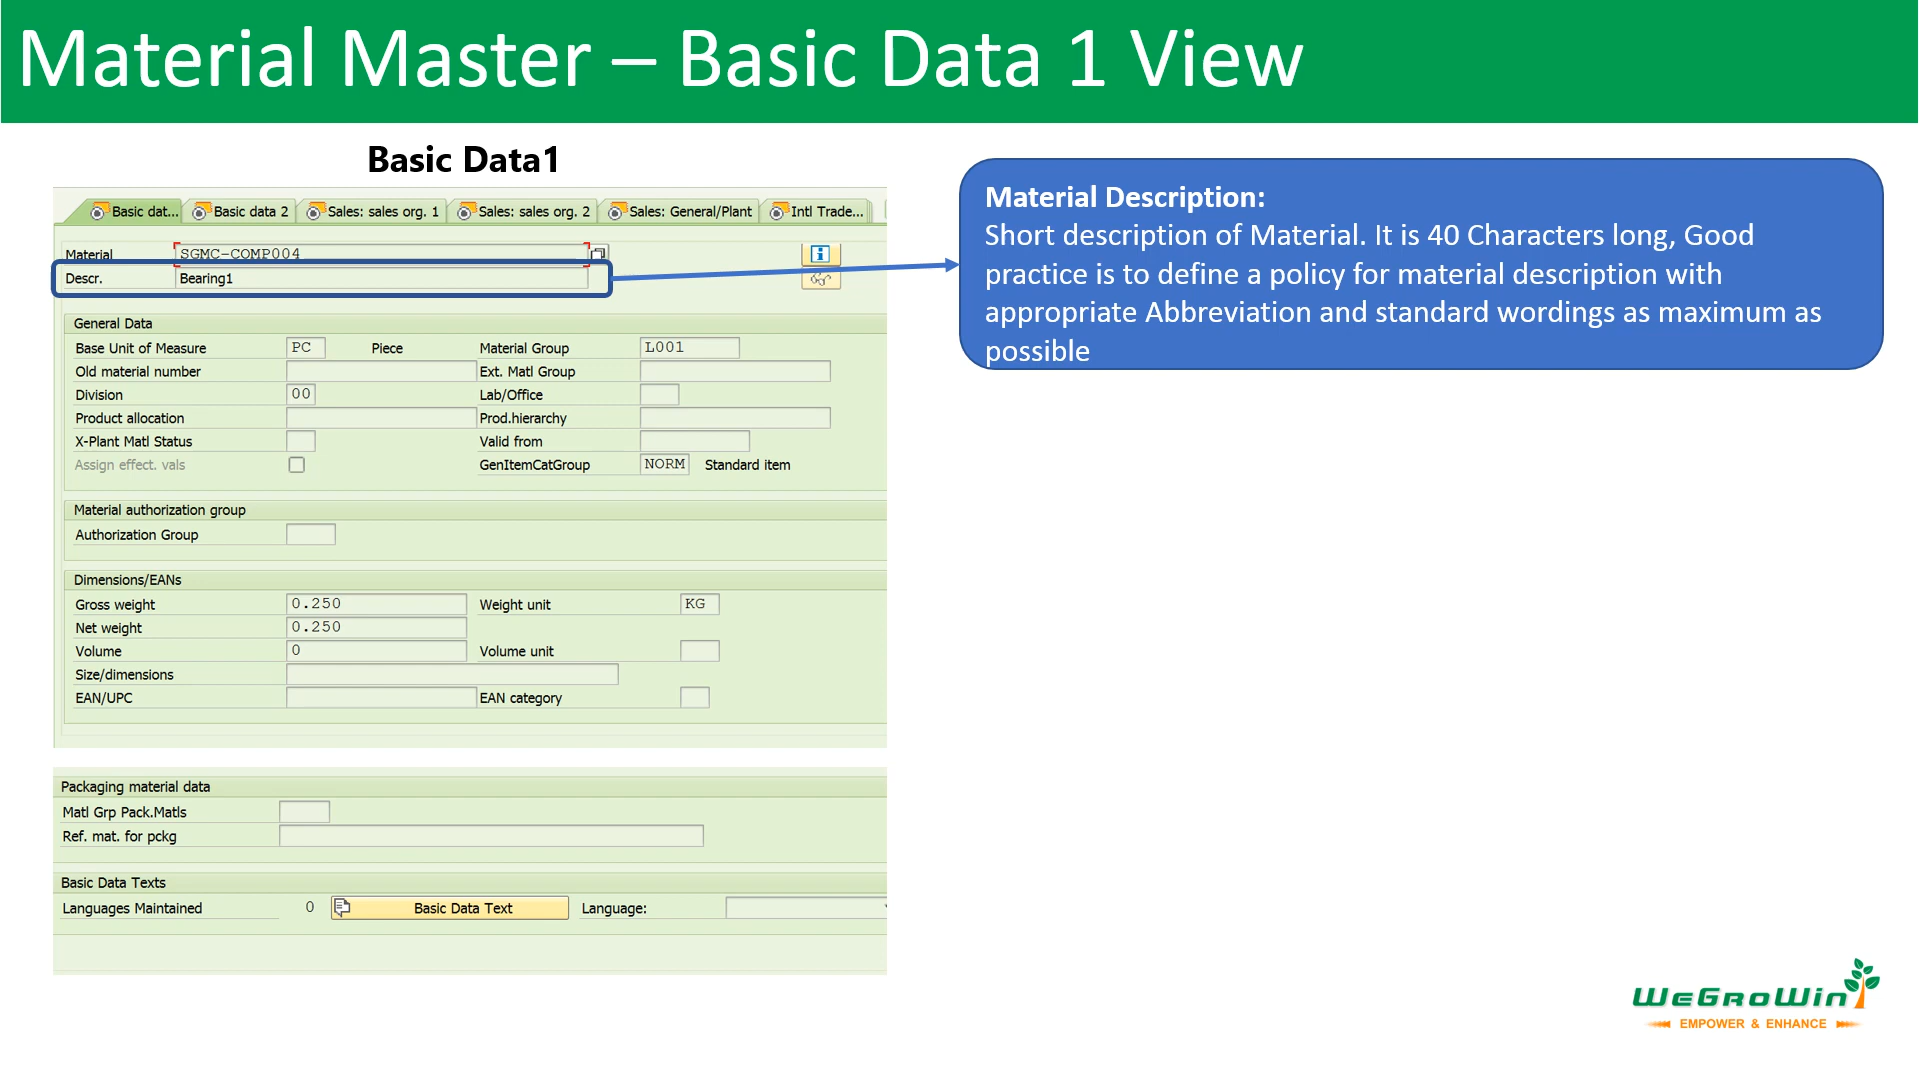 Material Master – Basic Data 1 View
Basic Data1
Basic dat... Basic data 2 Sales: sales org. 1 Sales: sales org. 2 Sales: General/Plant Intl Trade...
Material SGMC-COMP004
Descr. Bearing1
General Data
Base Unit of Measure PC Piece Material Group L001
Old material number Ext. Matl Group
Division 00 Lab/Office
Product allocation Prod.hierarchy
X-Plant Matl Status Valid from
Assign effect. vals GenItemCatGroup NORM Standard item
Material authorization group
Authorization Group
Dimensions/EANs
Gross weight 0.250 Weight unit KG
Net weight 0.250
Volume 0 Volume unit
Size/dimensions
EAN/UPC EAN category
Packaging material data
Matl Grp Pack.Matls
Ref. mat. for pckg
Basic Data Texts
Languages Maintained 0 Basic Data Text Language:
Material Description:
Short description of Material. It is 40 Characters long, Good
practice is to define a policy for material description with
appropriate Abbreviation and standard wordings as maximum as
possible
WeGroWin
EMPOWER & ENHANCE